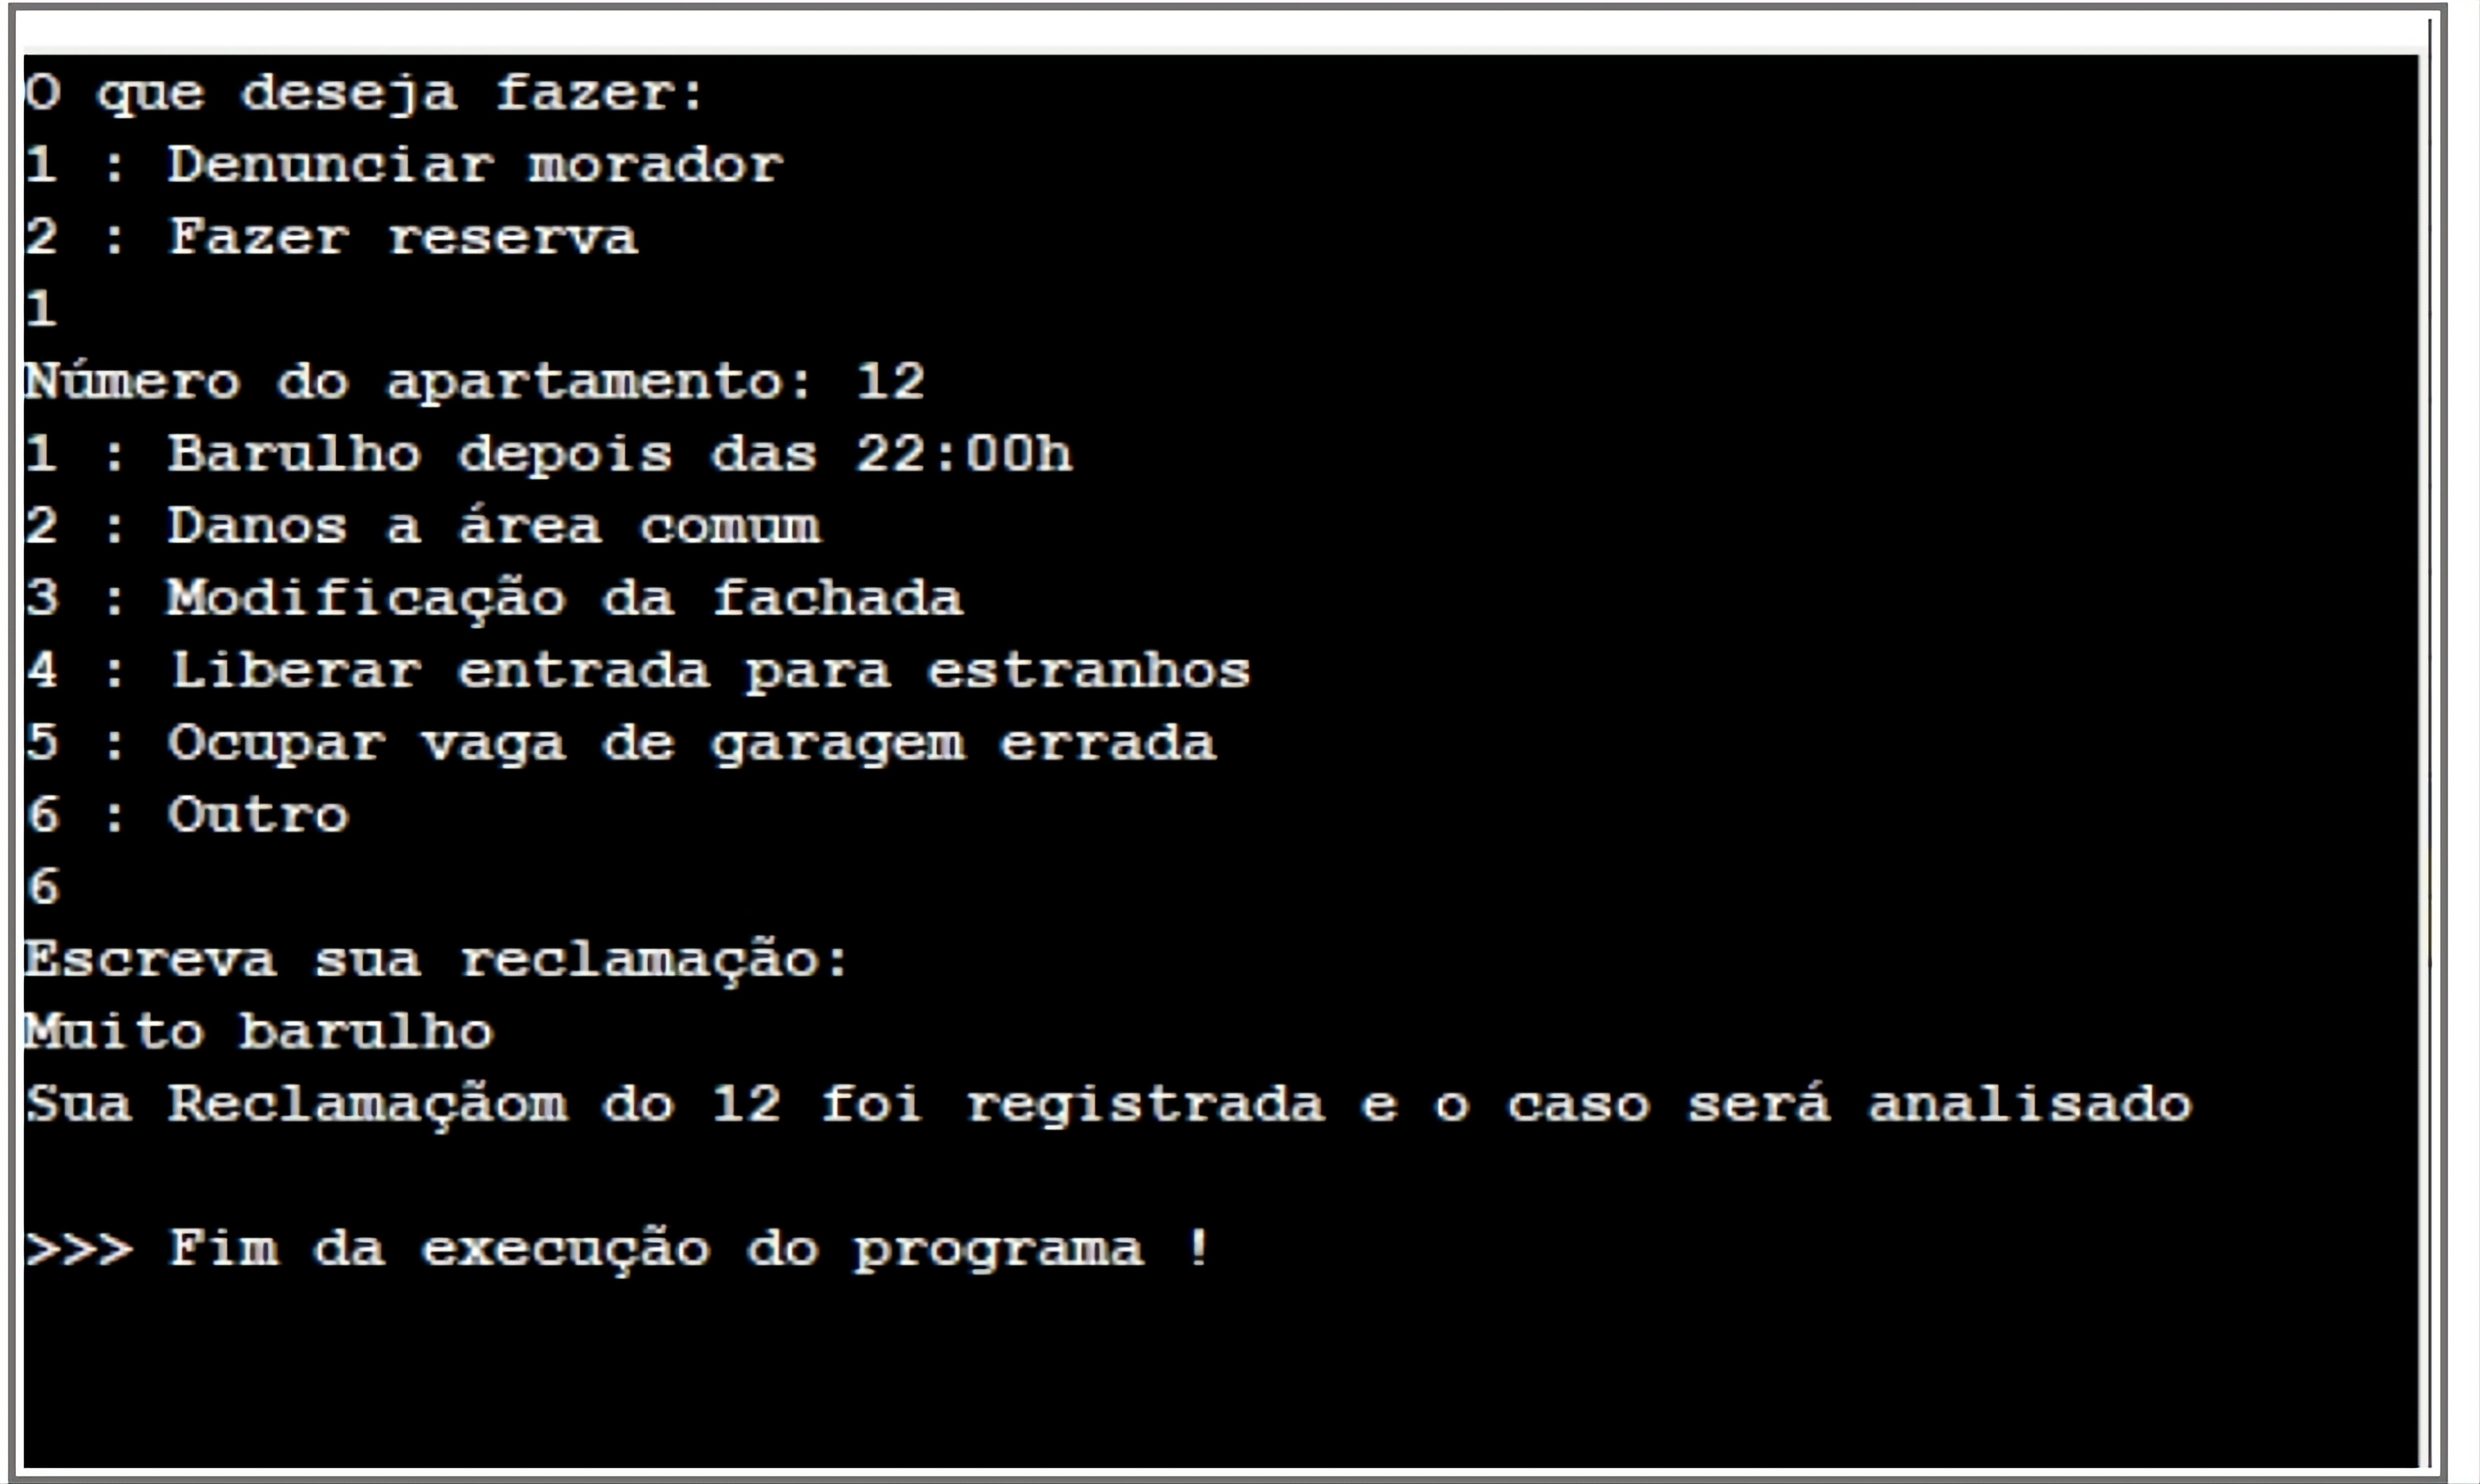 O que deseja fazer:
1 : Denunciar morador
2 : Fazer reserva
1
Número do apartamento: 12
1 : Barulho depois das 22:00h
2 : Danos a área comum
3 : Modificação da fachada
4 : Liberar entrada para estranhos
5 : Ocupar vaga de garagem errada
6 : Outro
6
Escreva sua reclamação:
Muito barulho
Sua Reclamaçãom do 12 foi registrada e o caso será analisado
>>> Fim da execução do programa !